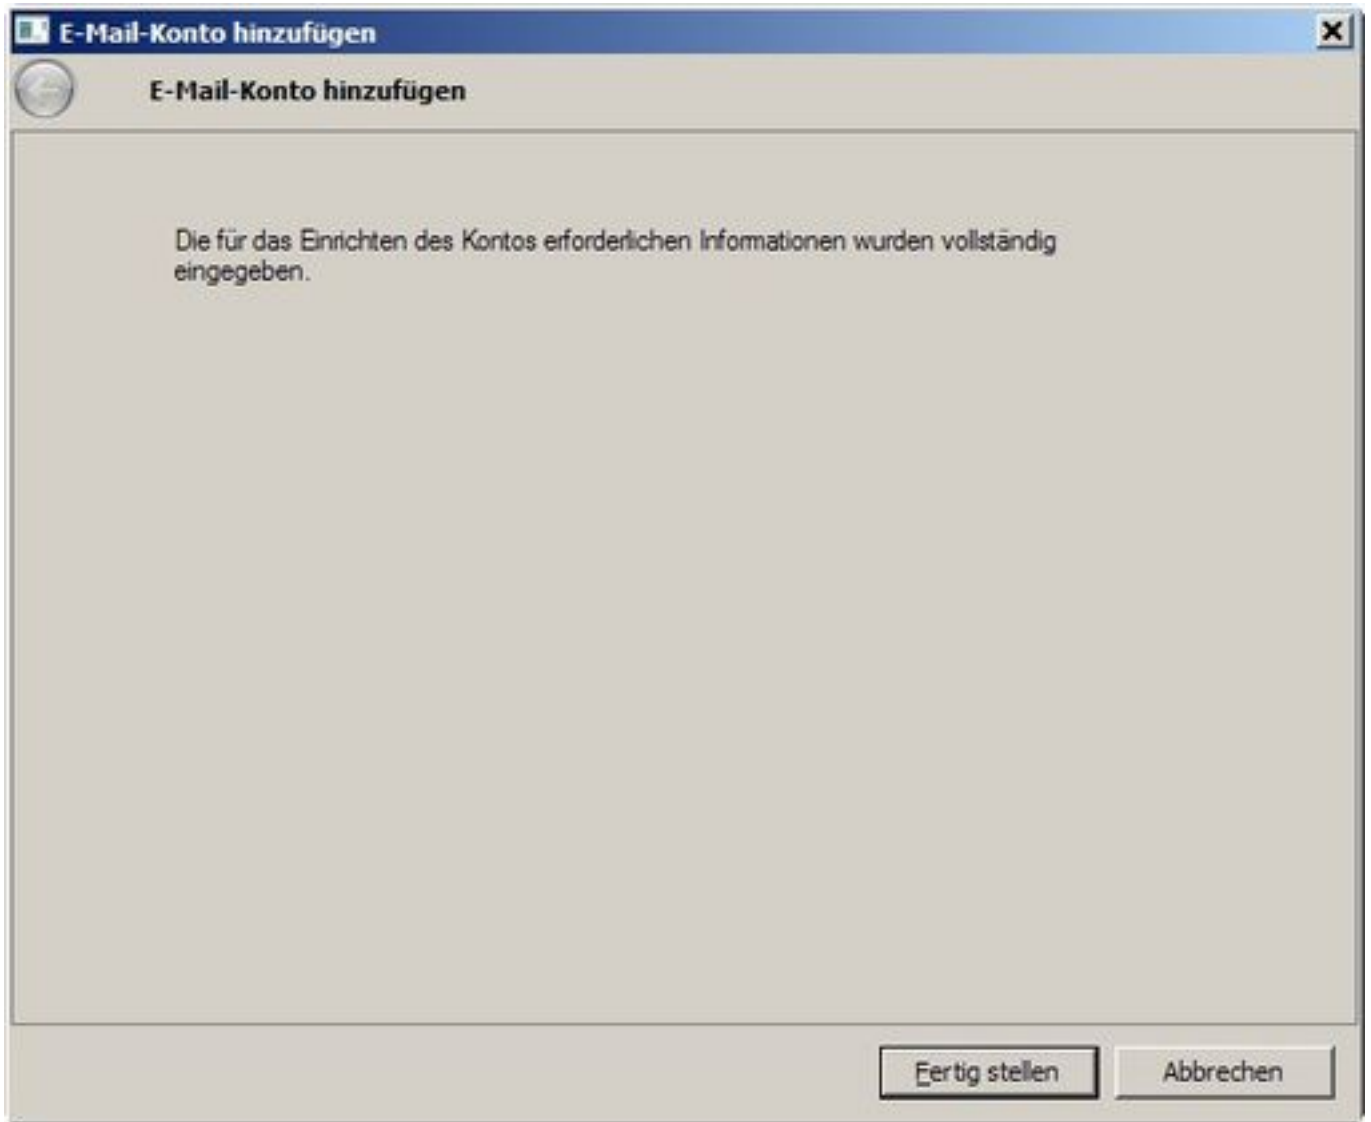 E-Mail-Konto hinzufügen
E-Mail-Konto hinzufügen
Die für das Einrichten des Kontos erforderlichen Informationen wurden vollständig
eingegeben.
Fertig stellen
Abbrechen